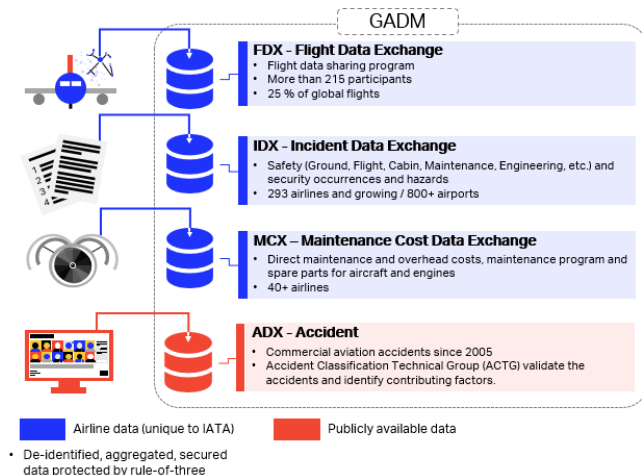 GADM
FDX - Flight Data Exchange
• Flight data sharing program
• More than 215 participants
• 25 % of global flights
IDX - Incident Data Exchange
• Safety (Ground, Flight, Cabin, Maintenance, Engineering, etc.) and
security occurrences and hazards
• 293 airlines and growing / 800+ airports
1
2
3
4
MCX – Maintenance Cost Data Exchange
• Direct maintenance and overhead costs, maintenance program and
spare parts for aircraft and engines
• 40+ airlines
ADX - Accident
• Commercial aviation accidents since 2005
• Accident Classification Technical Group (ACTG) validate the
accidents and identify contributing factors.
Airline data (unique to IATA)
Publicly available data
• De-identified, aggregated, secured
data protected by rule-of-three